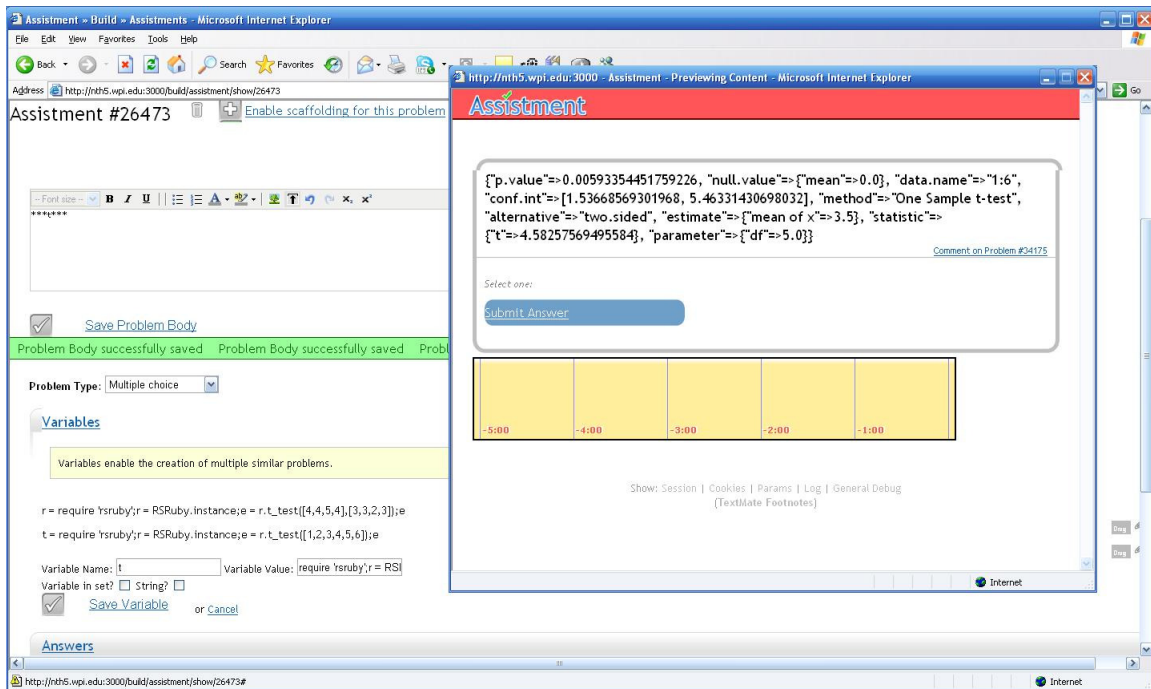 Assistment » Build » Assistments - Microsoft Internet Explorer
File Edit View Favorites Tools Help
Back Search Favorites
Address http://nth5.wpi.edu:3000/build/assistment/show/26473
Go
Assistment #26473 Enable scaffolding for this problem
-- Font size -- B I U
Save Problem Body
Problem Body successfully saved Problem Body successfully saved Probl
Problem Type: Multiple choice
Variables
Variables enable the creation of multiple similar problems.
r = require 'rsruby';r = RSRuby.instance;e = r.t_test([4,4,5,4],[3,3,2,3]);e
t = require 'rsruby';r = RSRuby.instance;e = r.t_test([1,2,3,4,5,6]);e
Variable Name: t Variable Value: require 'rsruby';r = RSI
Variable in set? String?
Save Variable or Cancel
Answers
http://nth5.wpi.edu:3000/build/assistment/show/26473#
Internet
http://nth5.wpi.edu:3000 - Assistment - Previewing Content - Microsoft Internet Explorer
Assistment
{"p.value"=>0.00593354451759226, "null.value"=>{"mean"=>0.0}, "data.name"=>"1:6",
"conf.int"=>[1.53668569301968, 5.46331430698032], "method"=>"One Sample t-test",
"alternative"=>"two.sided", "estimate"=>{"mean of x"=>3.5}, "statistic"=>
{"t"=>4.58257569495584}, "parameter"=>{"df"=>5.0}}
Comment on Problem #34175
Select one:
Submit Answer
-5:00 -4:00 -3:00 -2:00 -1:00
Show: Session | Cookies | Params | Log | General Debug
(TextMate Footnotes)
Internet
Drag
Drag